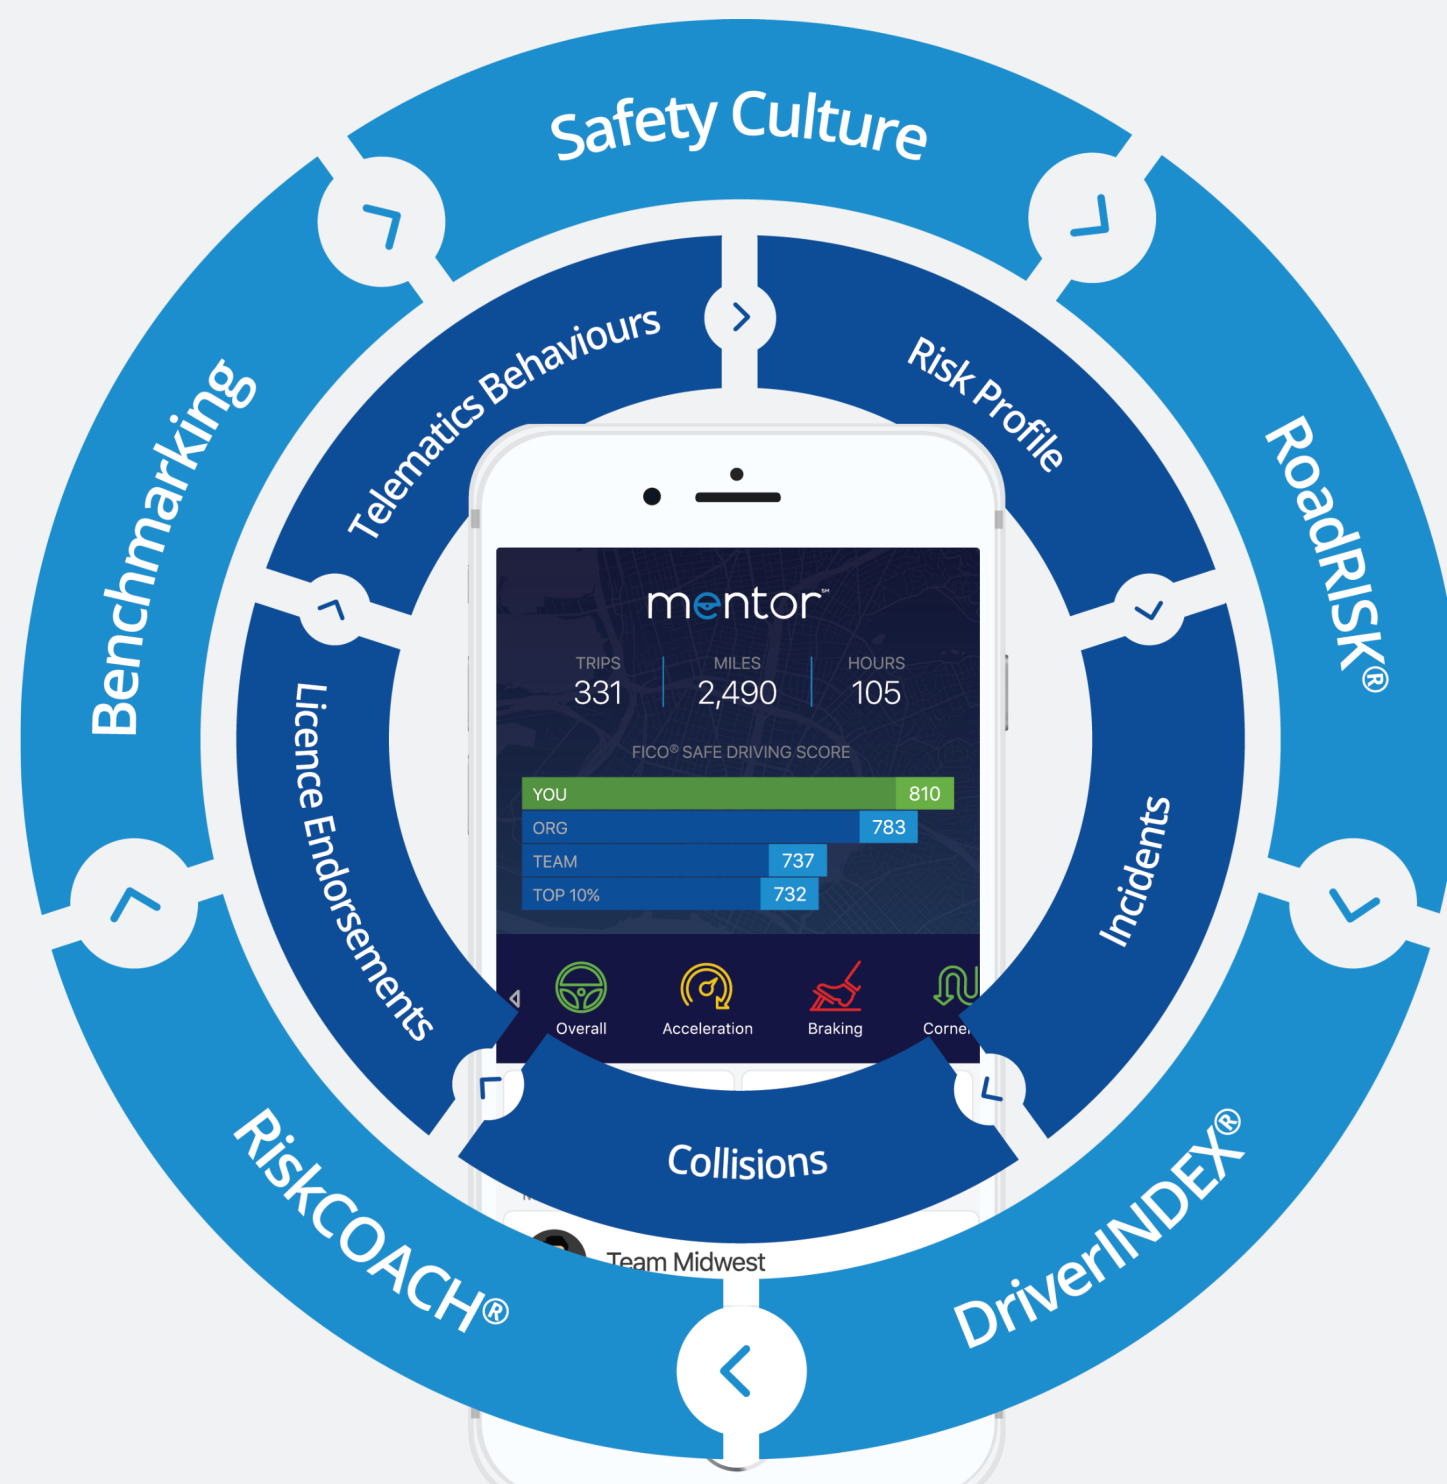 Safety Culture
RoadRISK®
DriverINDEX®
RiskCOACH®
Benchmarking
Telematics Behaviours
Risk Profile
Incidents
Collisions
Licence Endorsements
mentor℠
TRIPS MILES HOURS
331 2,490 105
FICO® SAFE DRIVING SCORE
YOU 810
ORG 783
TEAM 737
TOP 10% 732
Overall Acceleration Braking
Team Midwest